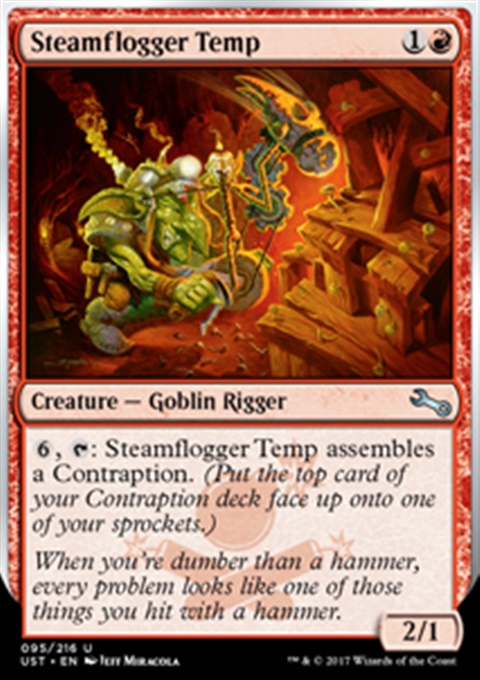 Steamflogger Temp 1
Creature — Goblin Rigger
6, : Steamflogger Temp assembles
a Contraption. (Put the top card of
your Contraption deck face up onto one
of your sprockets.)
When you're dumber than a hammer,
every problem looks like one of those
things you hit with a hammer.
2/1
095/216 U
UST • EN Jeff Miracola
™ & © 2017 Wizards of the Coast